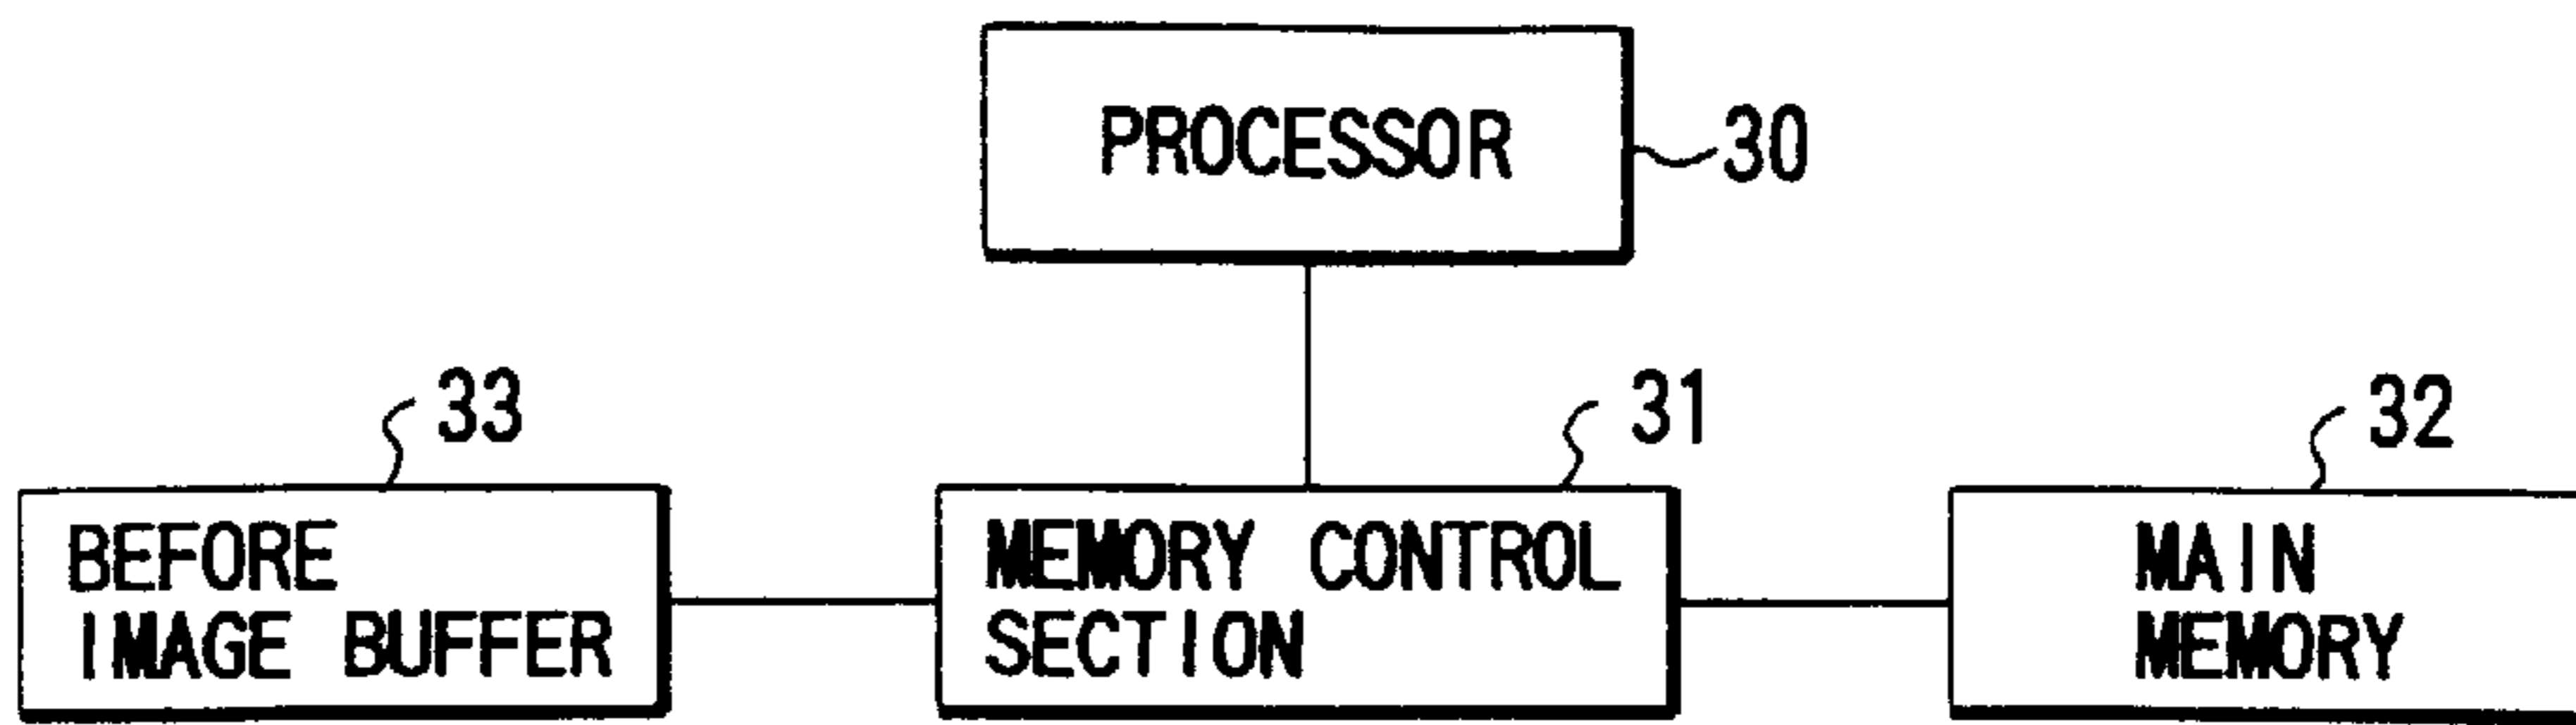 PROCESSOR
30
33
31
32
BEFORE
IMAGE BUFFER
MEMORY CONTROL
SECTION
MAIN
MEMORY